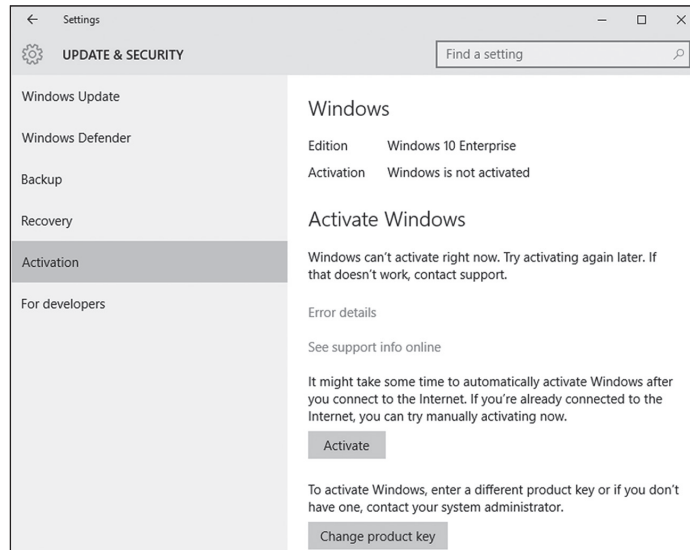 Settings
UPDATE & SECURITY
Find a setting
Windows Update
Windows Defender
Backup
Recovery
Activation
For developers
Windows
Edition Windows 10 Enterprise
Activation Windows is not activated
Activate Windows
Windows can't activate right now. Try activating again later. If
that doesn't work, contact support.
Error details
See support info online
It might take some time to automatically activate Windows after
you connect to the Internet. If you're already connected to the
Internet, you can try manually activating now.
Activate
To activate Windows, enter a different product key or if you don't
have one, contact your system administrator.
Change product key